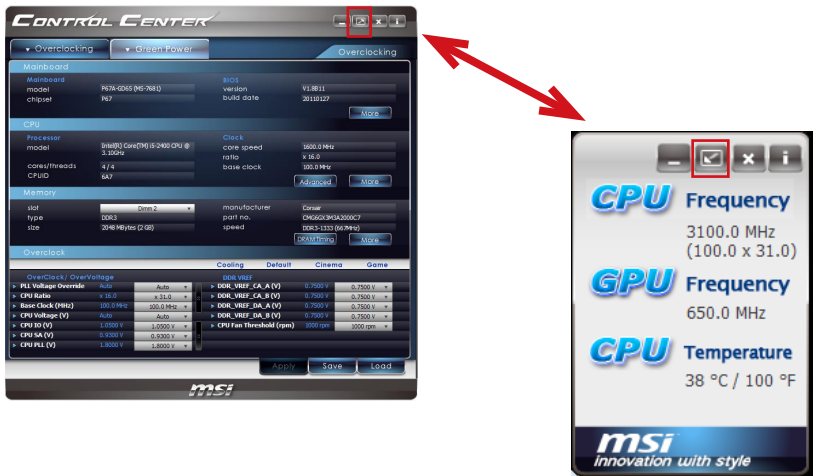 CONTROL CENTER
Overclocking Green Power Overclocking
Mainboard
Mainboard BIOS
model P67A-GD65 (MS-7681) version V1.8B11
chipset P67 build date 20110127
More
CPU
Processor Clock
model Intel(R) Core(TM) i5-2400 CPU @ 3.10GHz core speed 1600.0 MHz
ratio x 16.0
cores/threads 4 / 4 base clock 100.0 MHz
CPUID 6A7 Advanced More
Memory
slot Dimm 2 manufacturer Corsair
type DDR3 part no. CMG6GX3M3A2000C7
size 2048 MBytes (2 GB) speed DDR3-1333 (667MHz)
DRAMTiming More
Overclock
Cooling Default Cinema Game
OverClock/ OverVoltage DDR VREF
PLL Voltage Override Auto Auto DDR_VREF_CA_A (V) 0.7500 V 0.7500 V
CPU Ratio x 16.0 x 31.0 DDR_VREF_CA_B (V) 0.7500 V 0.7500 V
Base Clock (MHz) 100.0 MHz 100.0 MHz DDR_VREF_DA_A (V) 0.7500 V 0.7500 V
CPU Voltage (V) Auto Auto DDR_VREF_DA_B (V) 0.7500 V 0.7500 V
CPU IO (V) 1.0500 V 1.0500 V CPU Fan Threshold (rpm) 1000 rpm 1000 rpm
CPU SA (V) 0.9300 V 0.9300 V
CPU PLL (V) 1.8000 V 1.8000 V
Apply Save Load
msi
CPU Frequency
3100.0 MHz
(100.0 x 31.0)
GPU Frequency
650.0 MHz
CPU Temperature
38 °C / 100 °F
msi
innovation with style